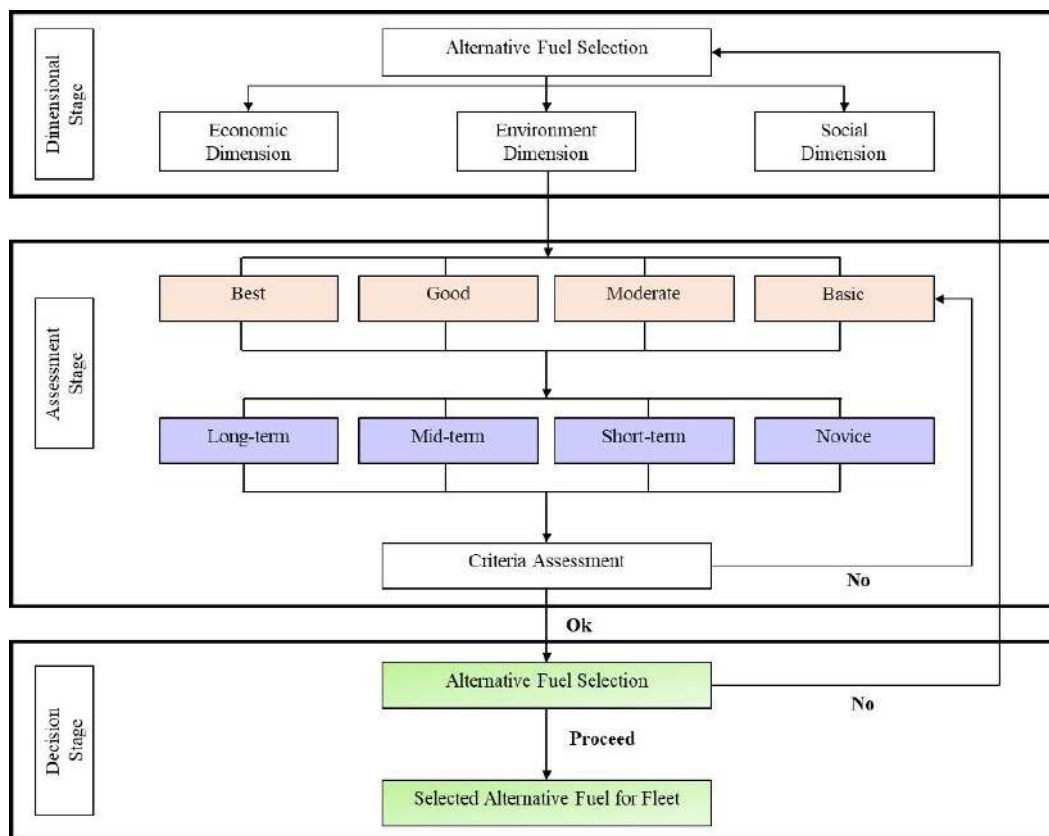 Dimensional
Stage
Alternative Fuel Selection
Economic
Dimension
Environment
Dimension
Social
Dimension
Assessment
Stage
Best
Good
Moderate
Basic
Long-term
Mid-term
Short-term
Novice
Criteria Assessment
No
Ok
Decision
Stage
Alternative Fuel Selection
No
Proceed
Selected Alternative Fuel for Fleet